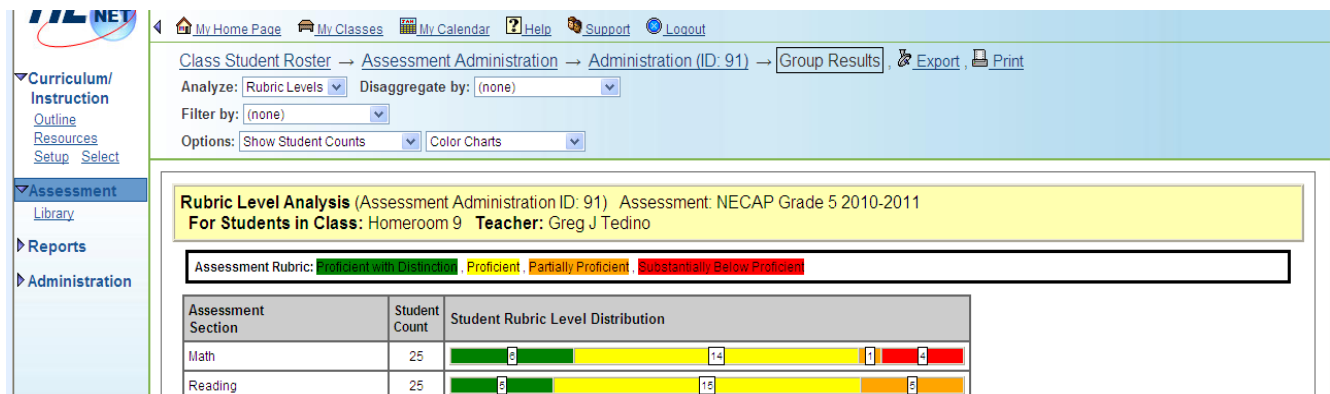 NET
My Home Page My Classes My Calendar Help Support Logout
Class Student Roster → Assessment Administration → Administration (ID: 91) → Group Results , Export , Print
Analyze: Rubric Levels Disaggregate by: (none)
Filter by: (none)
Options: Show Student Counts Color Charts
Curriculum/
Instruction
Outline
Resources
Setup Select
Assessment
Library
Reports
Administration
Rubric Level Analysis (Assessment Administration ID: 91) Assessment: NECAP Grade 5 2010-2011
For Students in Class: Homeroom 9 Teacher: Greg J Tedino
Assessment Rubric: Proficient with Distinction , Proficient , Partially Proficient , Substantially Below Proficient
Assessment
Section
Student
Count
Student Rubric Level Distribution
Math 25 6 14 1 4
Reading 25 5 15 5